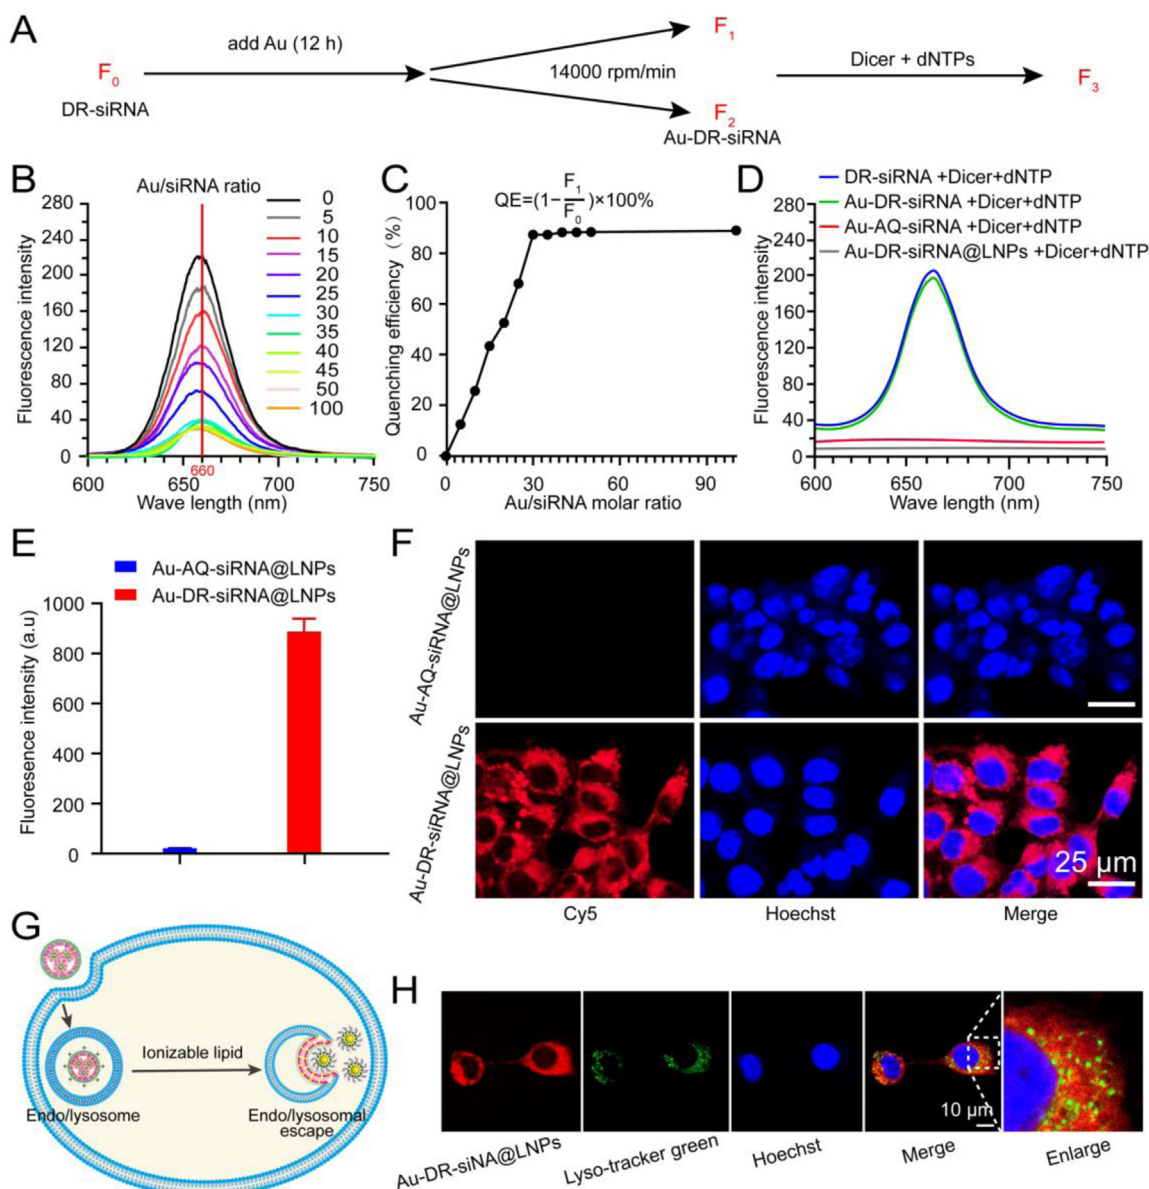 A
add Au (12 h)
F0
DR-siRNA
14000 rpm/min
F1
F2
Au-DR-siRNA
Dicer + dNTPs
F3
B
Au/siRNA ratio
0
5
10
15
20
25
30
35
40
45
50
100
280
240
200
160
120
80
40
0
Fluorescence intensity
600
650
660
700
750
Wave length (nm)
C
QE=(1−F1/F0)×100%
100
80
60
40
20
0
Quenching efficiency (%)
0
30
60
90
Au/siRNA molar ratio
D
DR-siRNA +Dicer+dNTP
Au-DR-siRNA +Dicer+dNTP
Au-AQ-siRNA +Dicer+dNTP
Au-DR-siRNA@LNPs +Dicer+dNTP
280
240
200
160
120
80
40
0
Fluorescence intensity
600
650
700
750
Wave length (nm)
E
Au-AQ-siRNA@LNPs
Au-DR-siRNA@LNPs
1000
800
600
400
200
0
Fluoresence intensity (a.u)
F
Au-AQ-siRNA@LNPs
Au-DR-siRNA@LNPs
25 μm
Cy5
Hoechst
Merge
G
Ionizable lipid
Endo/lysosome
Endo/lysosomal
escape
H
10 μm
Au-DR-siNA@LNPs
Lyso-tracker green
Hoechst
Merge
Enlarge